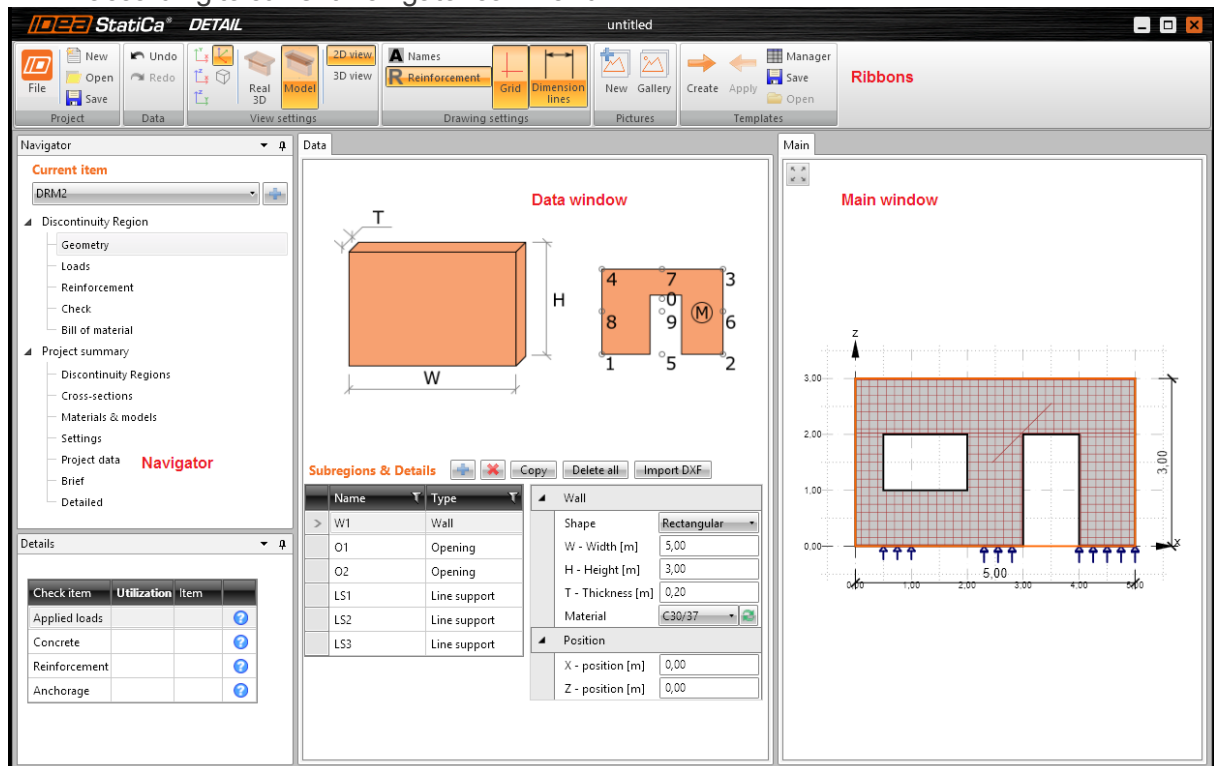 IDEA StatiCa® DETAIL
untitled
File
New
Open
Save
Project
Undo
Redo
Data
Real 3D
Model
2D view
3D view
View settings
Names
Reinforcement
Grid
Dimension lines
Drawing settings
New
Gallery
Pictures
Create
Apply
Manager
Save
Open
Templates
Ribbons
Navigator
Current item
DRM2
Discontinuity Region
Geometry
Loads
Reinforcement
Check
Bill of material
Project summary
Discontinuity Regions
Cross-sections
Materials & models
Settings
Project data
Navigator
Brief
Detailed
Details
Check item Utilization Item
Applied loads
Concrete
Reinforcement
Anchorage
Data
Data window
T
H
W
4 7 3
0
8 9 M 6
1 5 2
Subregions & Details
Copy
Delete all
Import DXF
Name Type
W1 Wall
O1 Opening
O2 Opening
LS1 Line support
LS2 Line support
LS3 Line support
Wall
Shape Rectangular
W - Width [m] 5,00
H - Height [m] 3,00
T - Thickness [m] 0,20
Material C30/37
Position
X - position [m] 0,00
Z - position [m] 0,00
Main
Main window
z
3.00
2.00
1.00
0.00
3,00
x
5,00
0,00 1,00 2,00 3,00 4,00 5,00